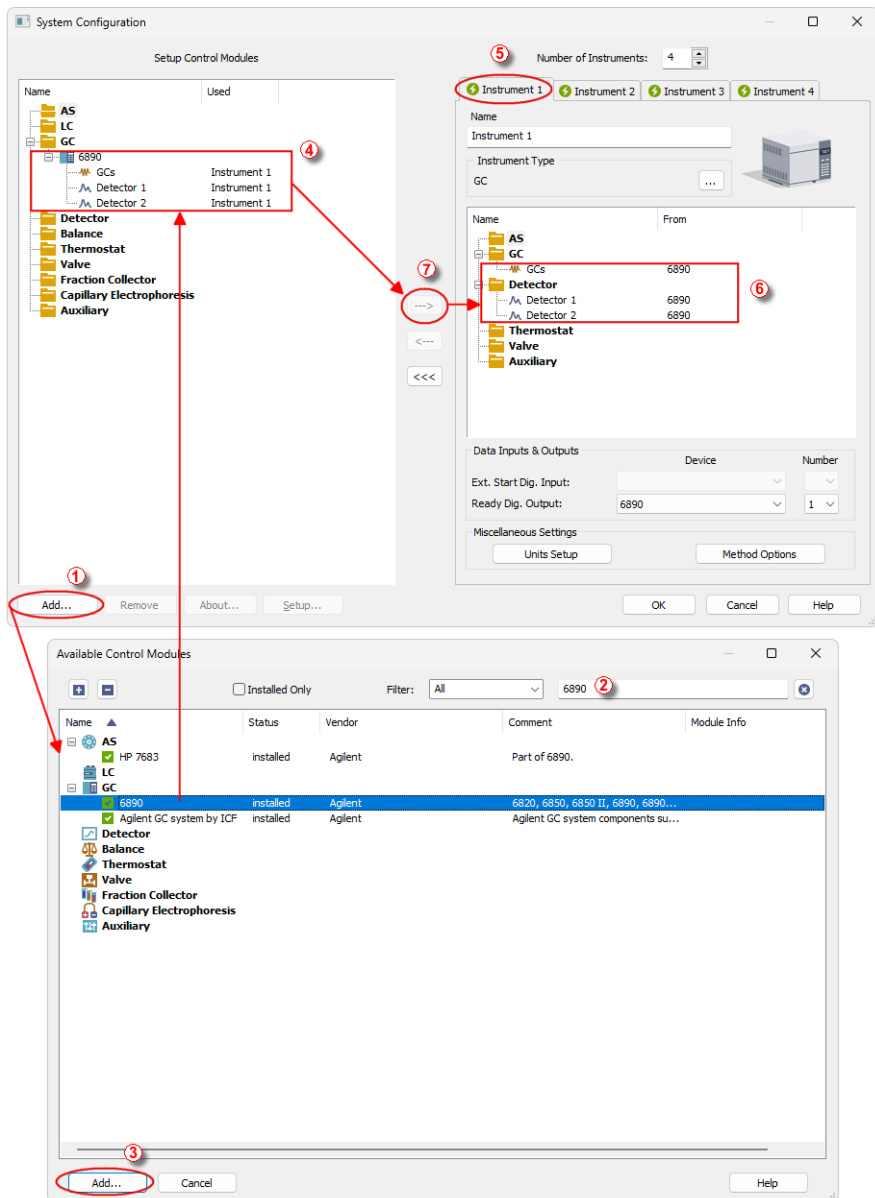 System Configuration
Setup Control Modules
Name Used
AS
LC
GC
6890
GCs Instrument 1
Detector 1 Instrument 1
Detector 2 Instrument 1
Detector
Balance
Thermostat
Valve
Fraction Collector
Capillary Electrophoresis
Auxiliary
4
7
--->
<---
<<<
1
Add... Remove About... Setup...
5
Number of Instruments: 4
Instrument 1 Instrument 2 Instrument 3 Instrument 4
Name
Instrument 1
Instrument Type
GC ...
Name From
AS
GC
GCs 6890
Detector
Detector 1 6890
Detector 2 6890
Thermostat
Valve
Auxiliary
6
Data Inputs & Outputs
Device Number
Ext. Start Dig. Input:
Ready Dig. Output: 6890 1
Miscellaneous Settings
Units Setup Method Options
OK Cancel Help
Available Control Modules
Installed Only Filter: All 6890 2
Name Status Vendor Comment Module Info
AS
HP 7683 installed Agilent Part of 6890.
LC
GC
6890 installed Agilent 6820, 6850, 6850 II, 6890, 6890...
Agilent GC system by ICF installed Agilent Agilent GC system components su...
Detector
Balance
Thermostat
Valve
Fraction Collector
Capillary Electrophoresis
Auxiliary
3
Add... Cancel Help